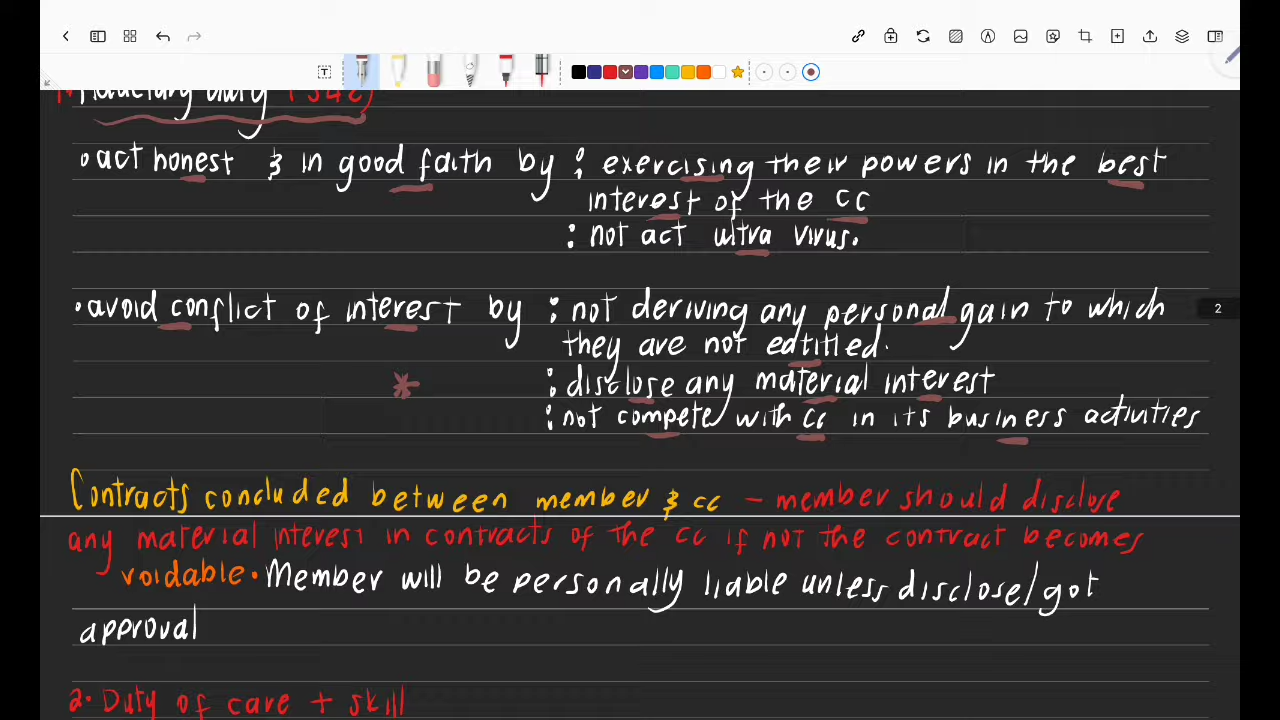 1. Fiduciary duty (s42)
• act honest & in good faith by : exercising their powers in the best
interest of the CC
: not act ultra virus.
• avoid conflict of interest by : not deriving any personal gain to which
they are not eatitled.
* : disclose any material interest
: not compete with CC in its business activities
Contracts concluded between member & cc - member should disclose
any material interest in contracts of the CC if not the contract becomes
voidable. Member will be personally liable unless disclose/got
approval
2. Duty of care + skill
2